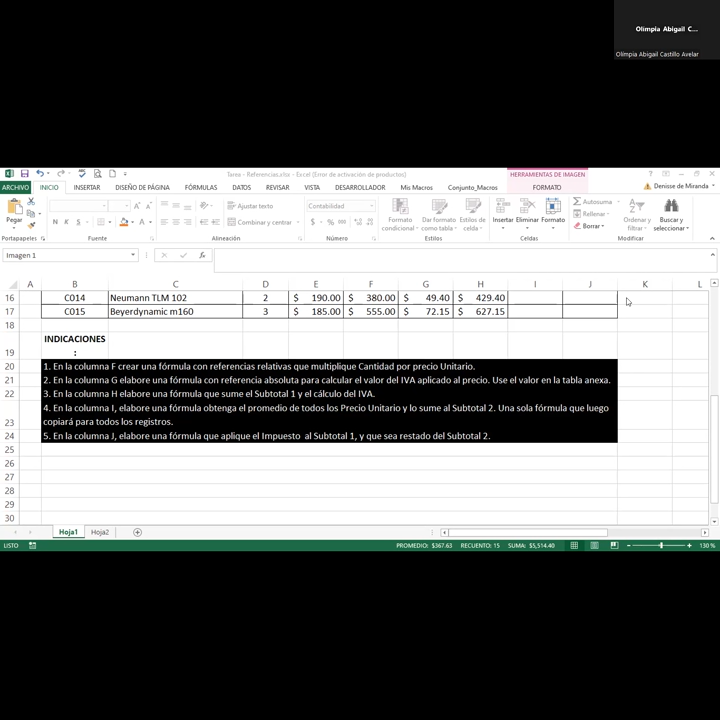 Olimpia Abigail C...
Olimpia Abigail Castillo Avelar
Tarea - Referencias.xlsx - Excel (Error de activación de productos)
HERRAMIENTAS DE IMAGEN
ARCHIVO INICIO INSERTAR DISEÑO DE PÁGINA FÓRMULAS DATOS REVISAR VISTA DESARROLLADOR Mis Macros Conjunto_Macros FORMATO Denisse de Miranda
Pegar
N K S
Ajustar texto
Combinar y centrar
Contabilidad
$ % 000
Formato condicional
Dar formato como tabla
Estilos de celda
Insertar Eliminar Formato
Autosuma
Rellenar
Borrar
Ordenar y filtrar
Buscar y seleccionar
Portapapeles Fuente Alineación Número Estilos Celdas Modificar
Imagen 1 fx
A B C D E F G H I J K L
16 C014 Neumann TLM 102 2 $ 190.00 $ 380.00 $ 49.40 $ 429.40
17 C015 Beyerdynamic m160 3 $ 185.00 $ 555.00 $ 72.15 $ 627.15
18
INDICACIONES
19 :
20 1. En la columna F crear una fórmula con referencias relativas que multiplique Cantidad por precio Unitario.
21 2. En la columna G elabore una fórmula con referencia absoluta para calcular el valor del IVA aplicado al precio. Use el valor en la tabla anexa.
22 3. En la columna H elabore una fórmula que sume el Subtotal 1 y el cálculo del IVA.
4. En la columna I, elabore una fórmula obtenga el promedio de todos los Precio Unitario y lo sume al Subtotal 2. Una sola fórmula que luego
23 copiará para todos los registros.
24 5. En la columna J, elabore una fórmula que aplique el Impuesto al Subtotal 1, y que sea restado del Subtotal 2.
25
26
27
28
29
30
Hoja1 Hoja2
LISTO PROMEDIO: $367.63 RECUENTO: 15 SUMA: $5,514.40 130 %